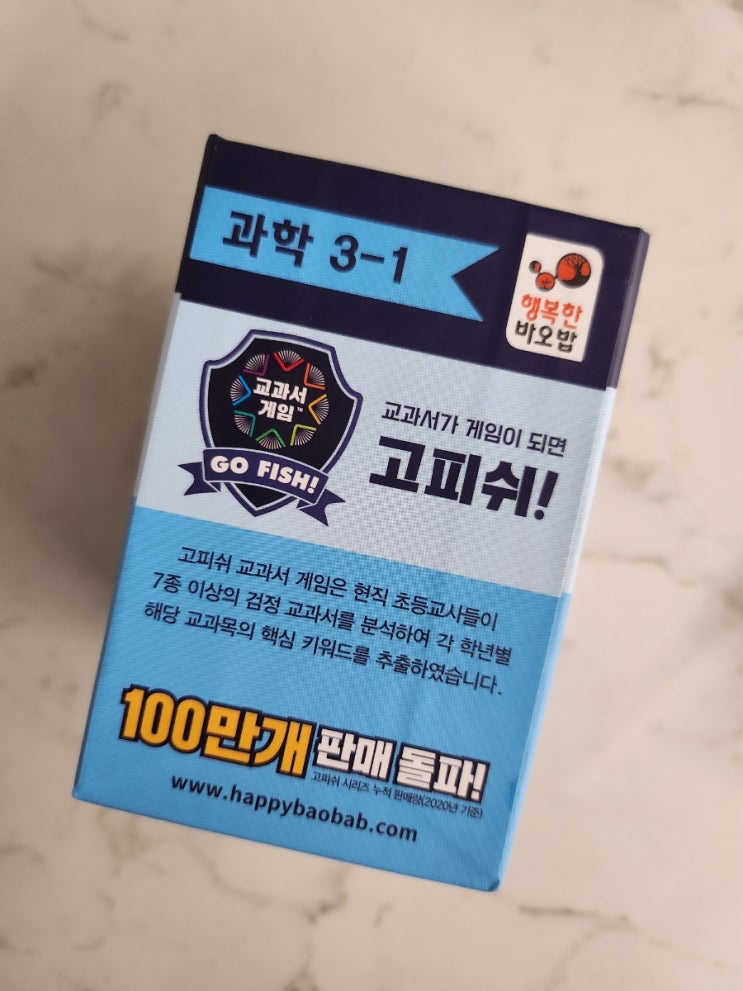 과학 3-1
행복한
바오밥
교과서
게임™
GO FISH!
교과서가 게임이 되면
고피쉬!
고피쉬 교과서 게임은 현직 초등교사들이
7종 이상의 검정 교과서를 분석하여 각 학년별
해당 교과목의 핵심 키워드를 추출하였습니다.
100만개 판매 돌파!
고피쉬 시리즈 누적 판매량(2020년 기준)
www.happybaobab.com